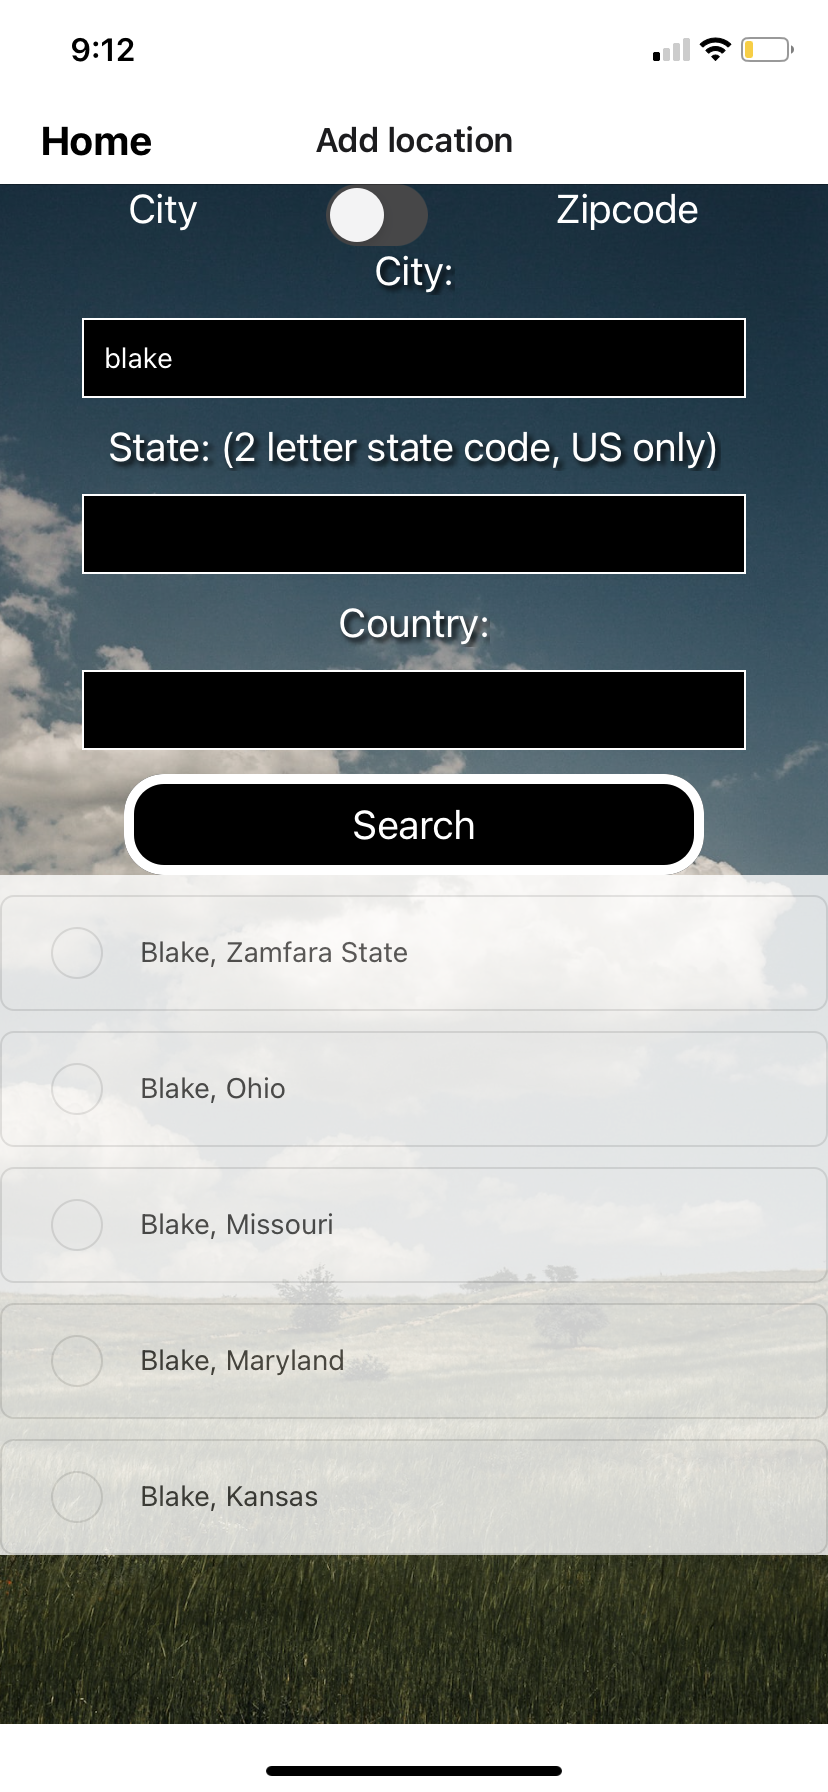 9:12
Home Add location
City Zipcode
City:
blake
State: (2 letter state code, US only)
Country:
Search
Blake, Zamfara State
Blake, Ohio
Blake, Missouri
Blake, Maryland
Blake, Kansas